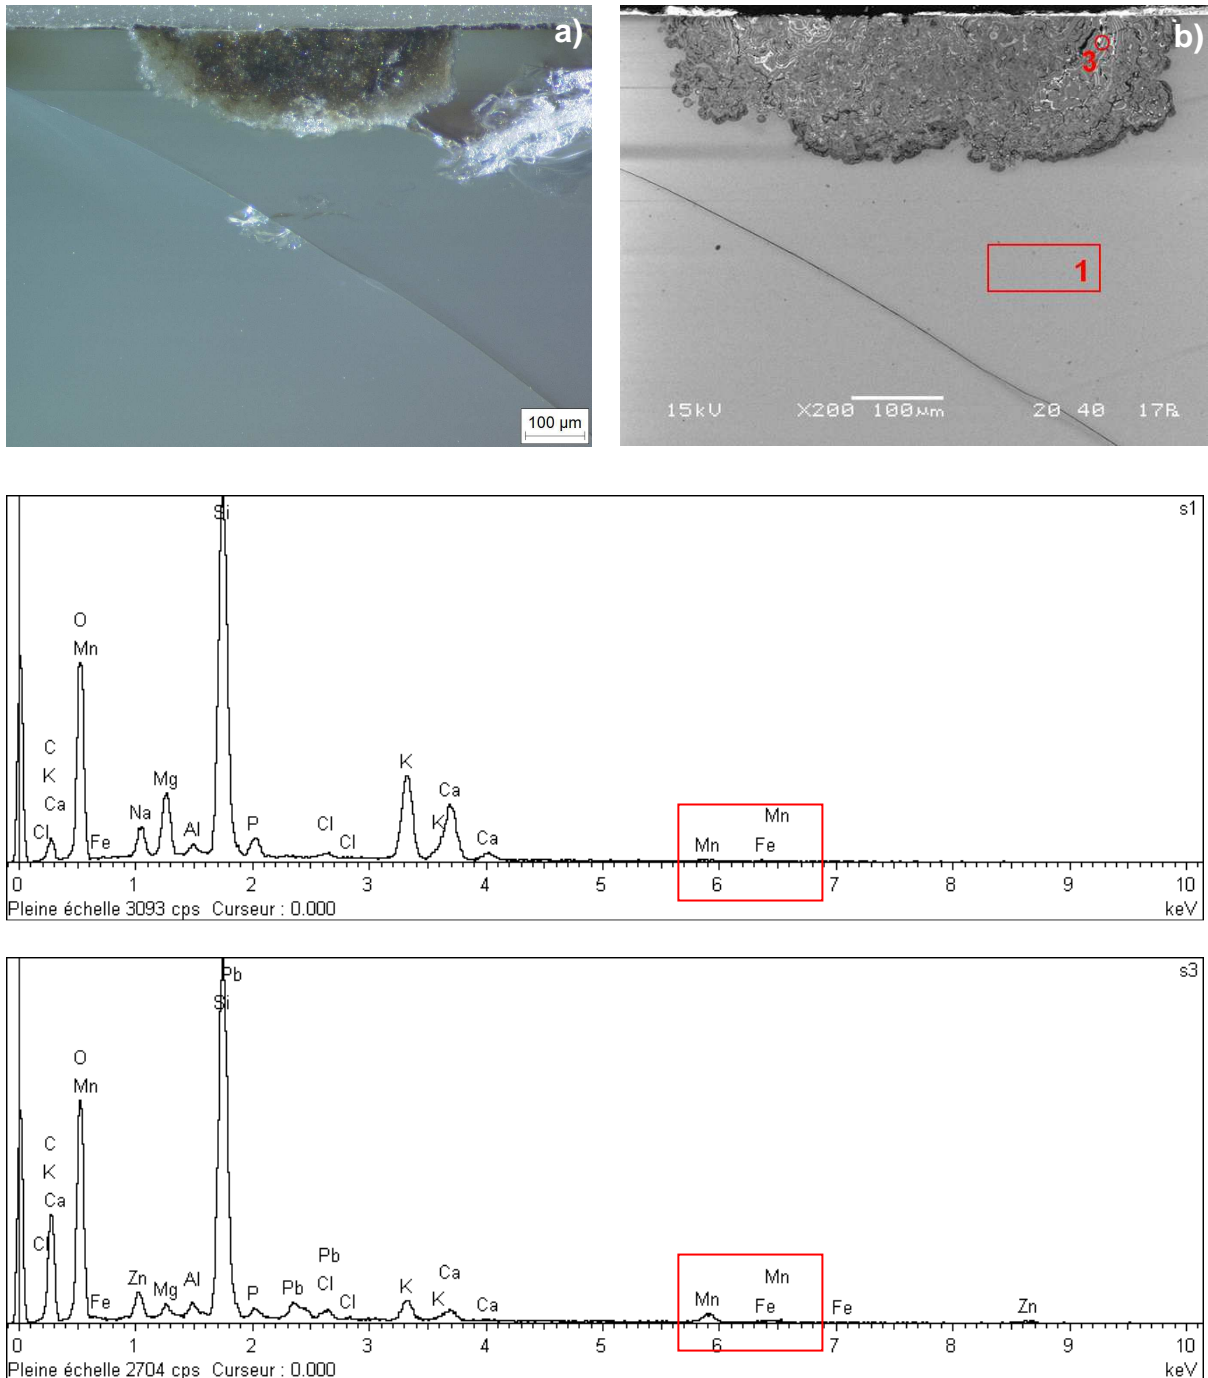 a)
100 µm
b)
3
1
15kV X200 100µm 20 40
s1
Si
O
Mn
C
K
Ca
Cl
Fe
Na
Mg
Al
P
Cl
Cl
K
K
Ca
Ca
Mn
Mn
Fe
0 1 2 3 4 5 6 7 8 9 10
Pleine échelle 3093 cps Curseur : 0.000 keV
s3
Pb
Si
O
Mn
C
K
Ca
Fe
Zn
Mg
Al
P
Pb
Pb
Cl
Cl
K
Ca
K
Ca
Mn
Mn
Fe
Fe
Zn
0 1 2 3 4 5 6 7 8 9 10
Pleine échelle 2704 cps Curseur : 0.000 keV